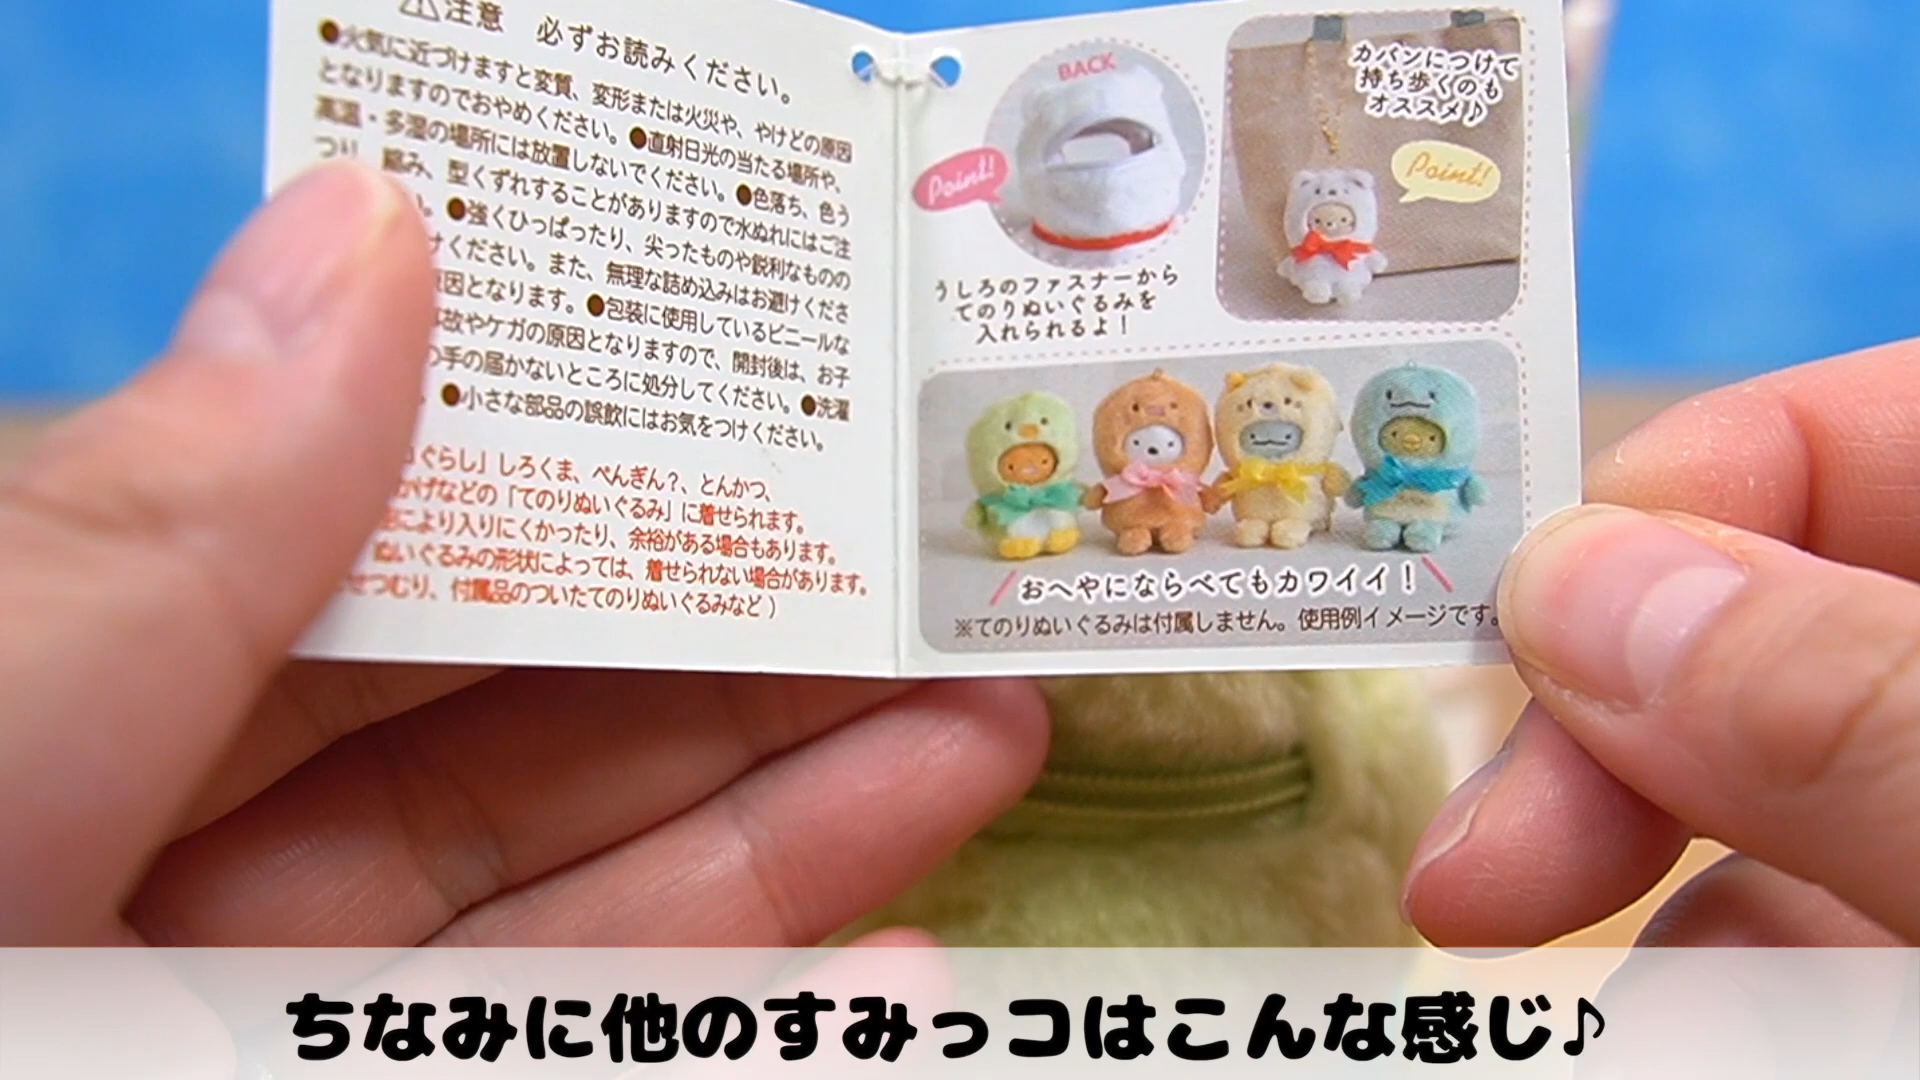 注意 必ずお読みください。
●火気に近づけますと変質、変形または火災や、やけどの原因
となりますのでおやめください。●直射日光の当たる場所や、
高温・多湿の場所には放置しないでください。●色落ち、色う
つり、縮み、型くずれすることがありますので水ぬれにはご注
。●強くひっぱったり、尖ったものや鋭利なものの
ください。また、無理な詰め込みはお避けくださ
原因となります。●包装に使用しているビニールな
事故やケガの原因となりますので、開封後は、お子
の手の届かないところに処分してください。●洗濯
●小さな部品の誤飲にはお気をつけください。
ぐらし」しろくま、ぺんぎん？、とんかつ、
かげなどの「てのりぬいぐるみ」に着せられます。
により入りにくかったり、余裕がある場合もあります。
ぬいぐるみの形状によっては、着せられない場合があります。
せつむり、付属品のついたてのりぬいぐるみなど）
BACK
Point!
うしろのファスナーから
てのりぬいぐるみを
入れられるよ！
カバンにつけて
持ち歩くのも
オススメ♪
Point!
おへやにならべてもカワイイ！
※てのりぬいぐるみは付属しません。使用例イメージです。
ちなみに他のすみっコはこんな感じ♪